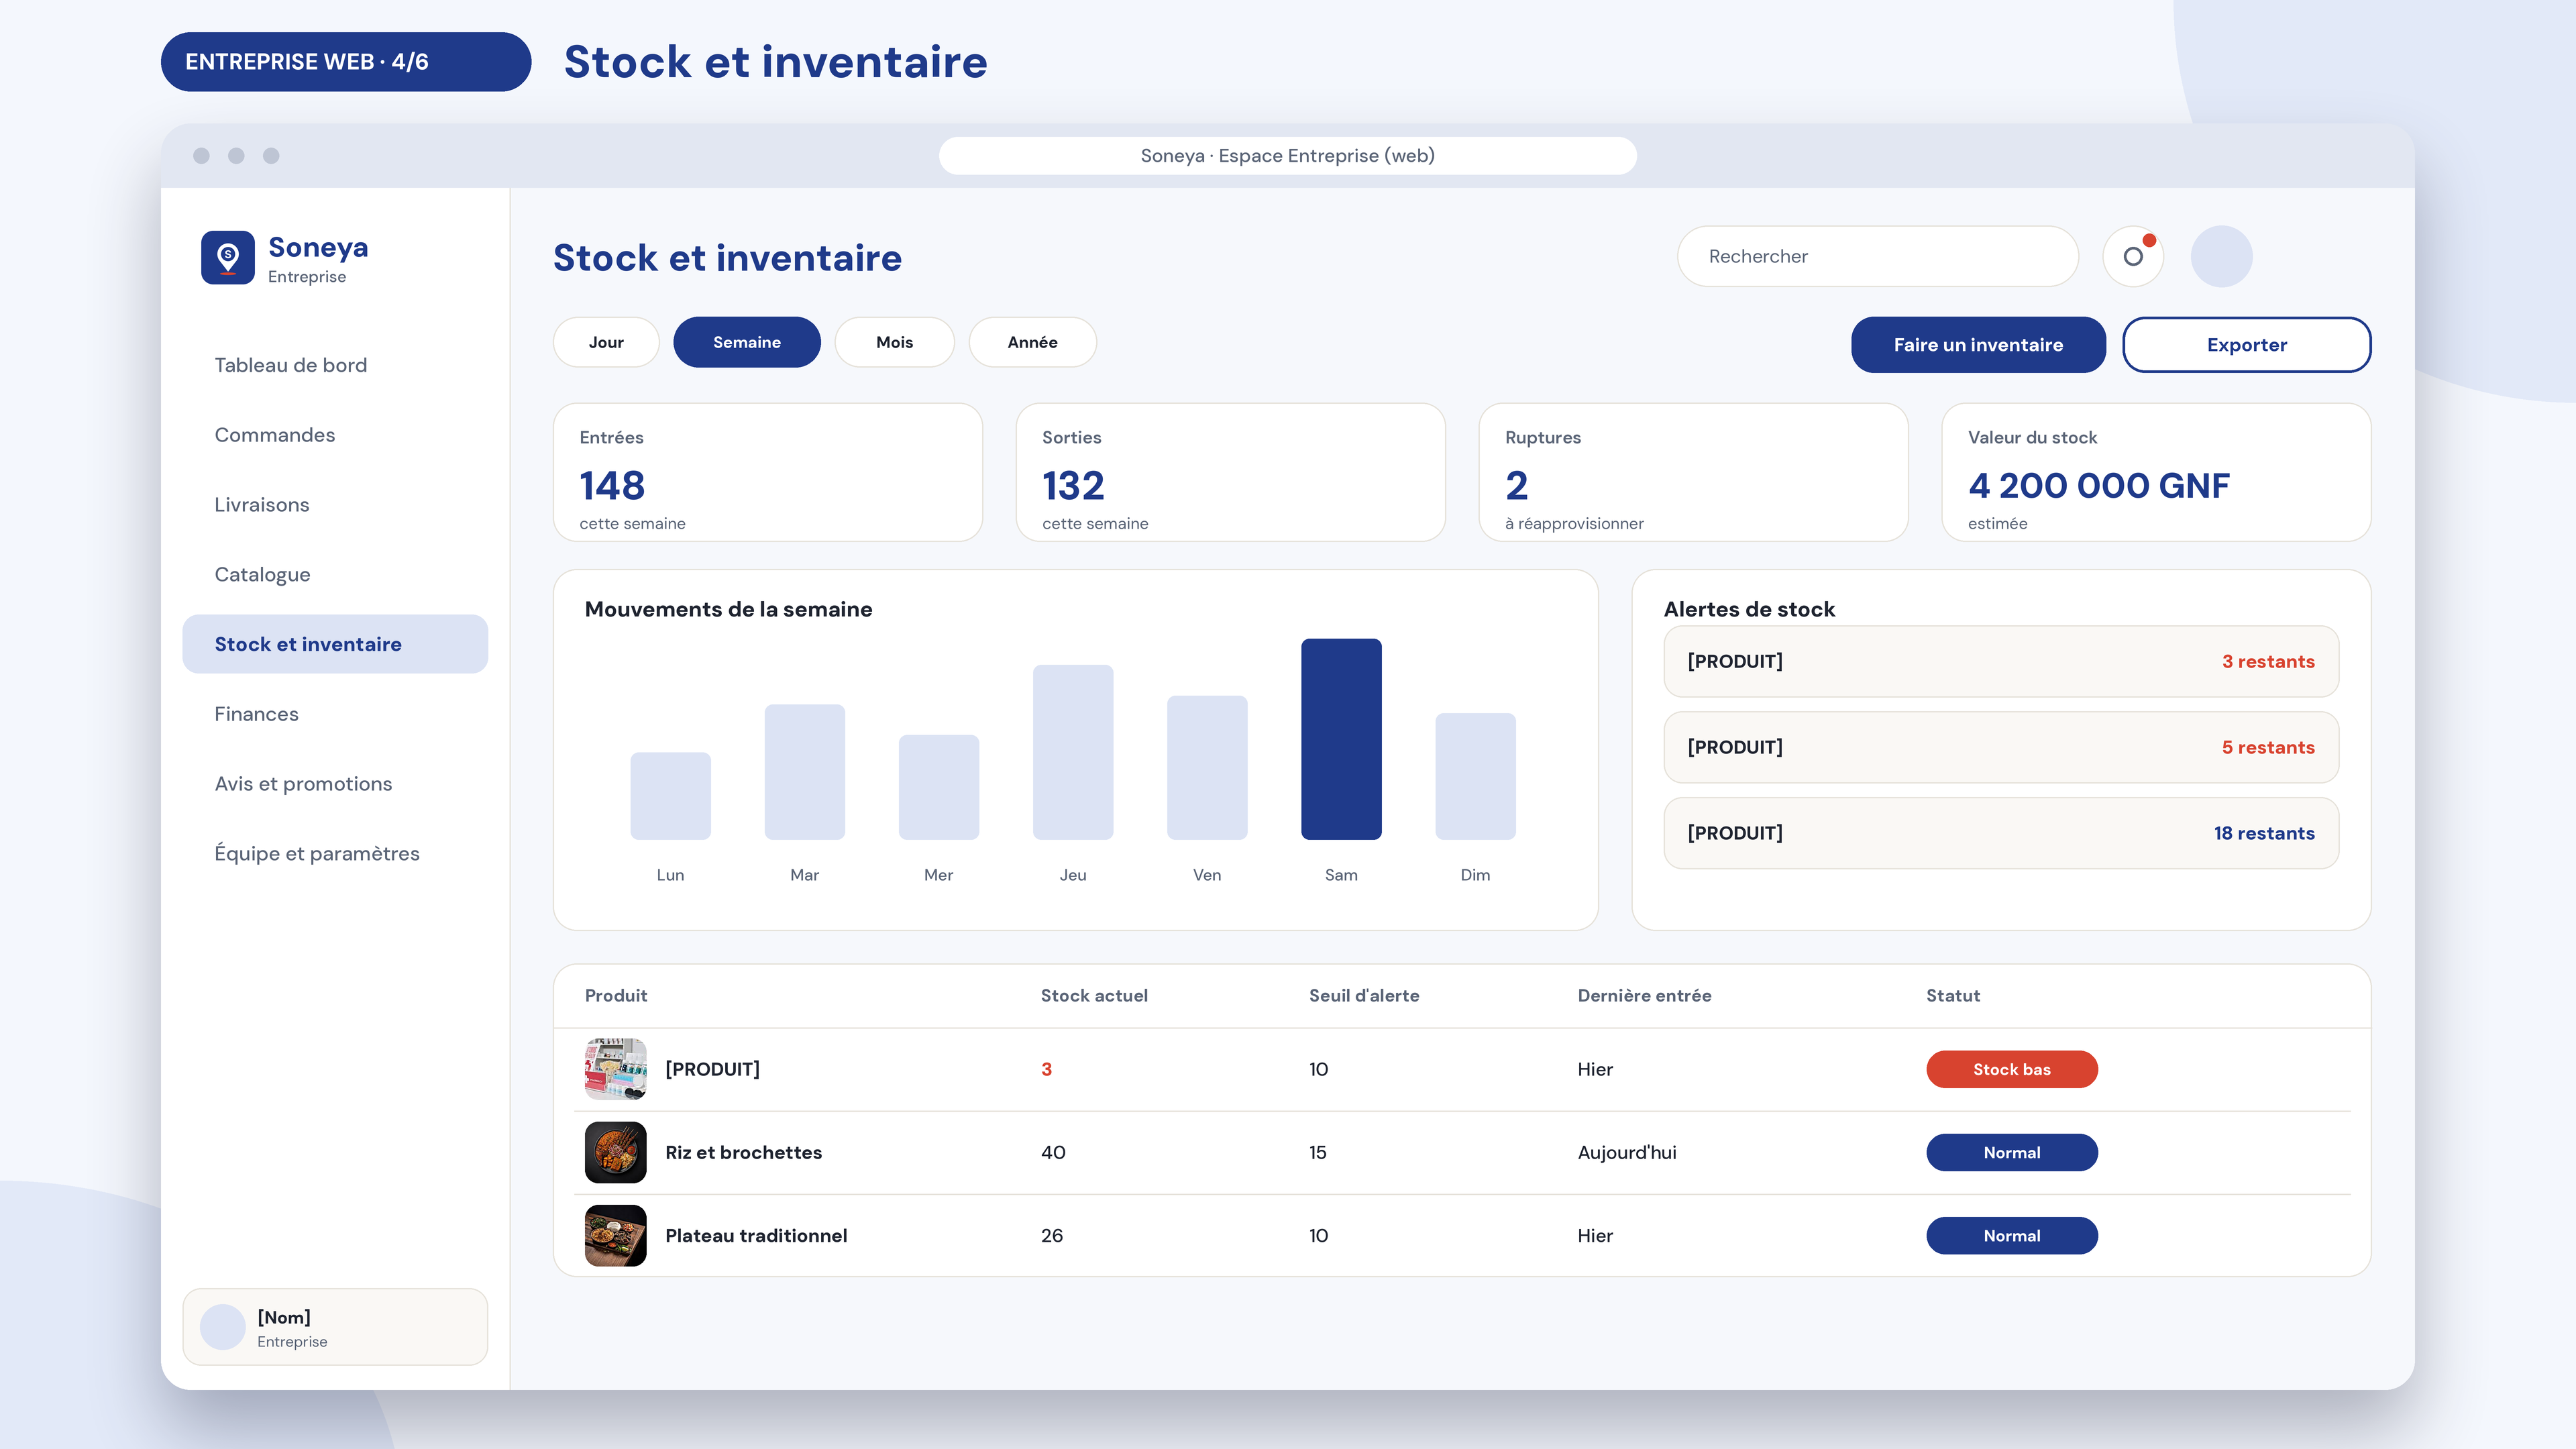 ENTREPRISE WEB · 4/6
Stock et inventaire
Soneya · Espace Entreprise (web)
S
Soneya
Entreprise
Tableau de bord
Commandes
Livraisons
Catalogue
Stock et inventaire
Finances
Avis et promotions
Équipe et paramètres
[Nom]
Entreprise
Stock et inventaire
Rechercher
Jour
Semaine
Mois
Année
Faire un inventaire
Exporter
Entrées
148
cette semaine
Sorties
132
cette semaine
Ruptures
2
à réapprovisionner
Valeur du stock
4 200 000 GNF
estimée
Mouvements de la semaine
Lun Mar Mer Jeu Ven Sam Dim
Alertes de stock
[PRODUIT] 3 restants
[PRODUIT] 5 restants
[PRODUIT] 18 restants
Produit Stock actuel Seuil d'alerte Dernière entrée Statut
[PRODUIT] 3 10 Hier Stock bas
Riz et brochettes 40 15 Aujourd'hui Normal
Plateau traditionnel 26 10 Hier Normal